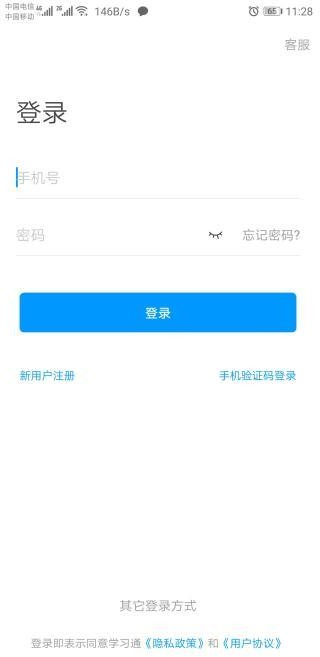 中国电信 4G 2G 146B/s 65 11:28
中国移动
客服
登录
手机号
密码 忘记密码?
登录
新用户注册 手机验证码登录
其它登录方式
登录即表示同意学习通《隐私政策》和《用户协议》